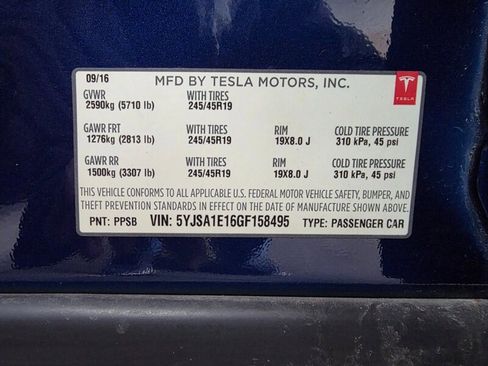 09/16 MFD BY TESLA MOTORS, INC.
TESLA
GVWR WITH TIRES
2590kg (5710 lb) 245/45R19
GAWR FRT WITH TIRES RIM COLD TIRE PRESSURE
1276kg (2813 lb) 245/45R19 19X8.0 J 310 kPa, 45 psi
GAWR RR WITH TIRES RIM COLD TIRE PRESSURE
1500kg (3307 lb) 245/45R19 19X8.0 J 310 kPa, 45 psi
THIS VEHICLE CONFORMS TO ALL APPLICABLE U.S. FEDERAL MOTOR VEHICLE SAFETY, BUMPER, AND
THEFT PREVENTION STANDARDS IN EFFECT ON THE DATE OF MANUFACTURE SHOWN ABOVE.
PNT: PPSB VIN: 5YJSA1E16GF158495 TYPE: PASSENGER CAR